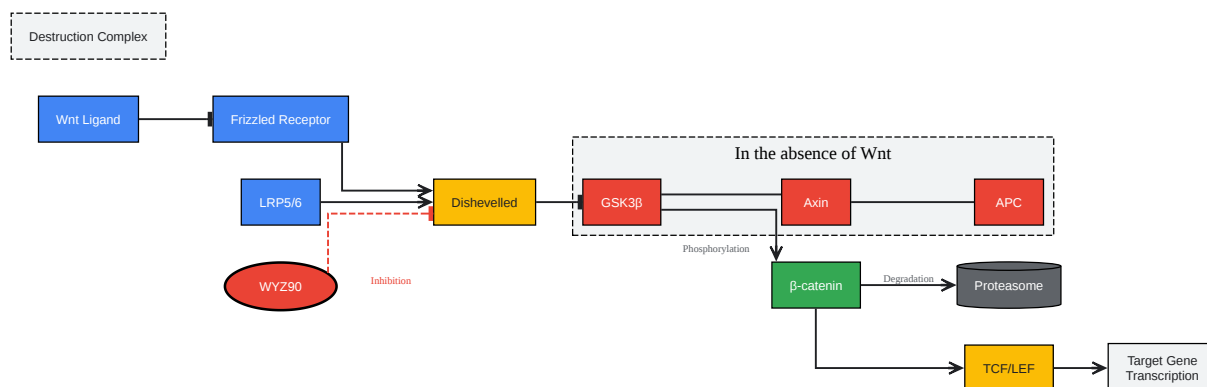 Destruction Complex
Wnt Ligand
Frizzled Receptor
In the absence of Wnt
LRP5/6
Dishevelled
GSK3β
Axin
APC
Phosphorylation
WYZ90
Inhibition
β-catenin
Degradation
Proteasome
TCF/LEF
Target Gene
Transcription